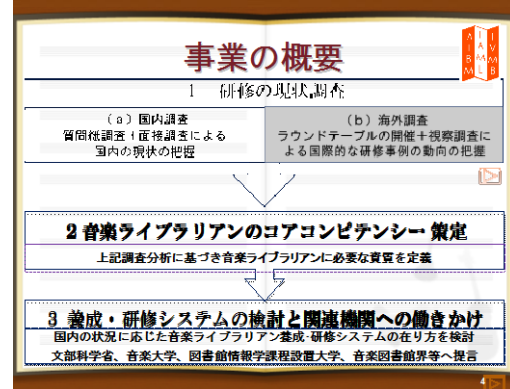 事業の概要
A I
I A V
B M M
M L B
1 研修の現状調査
(a) 国内調査
質問紙調査+面接調査による
国内の現状の把握
(b) 海外調査
ラウンドテーブルの開催+視察調査に
よる国際的な研修事例の動向の把握
2 音楽ライブラリアンのコアコンピテンシー 策定
上記調査分析に基づき音楽ライブラリアンに必要な資質を定義
3 養成・研修システムの検討と関連機関への働きかけ
国内の状況に応じた音楽ライブラリアン養成·研修システムの在り方を検討
文部科学省、音楽大学、図書館情報学課程設置大学、音楽図書館界等へ提言
4